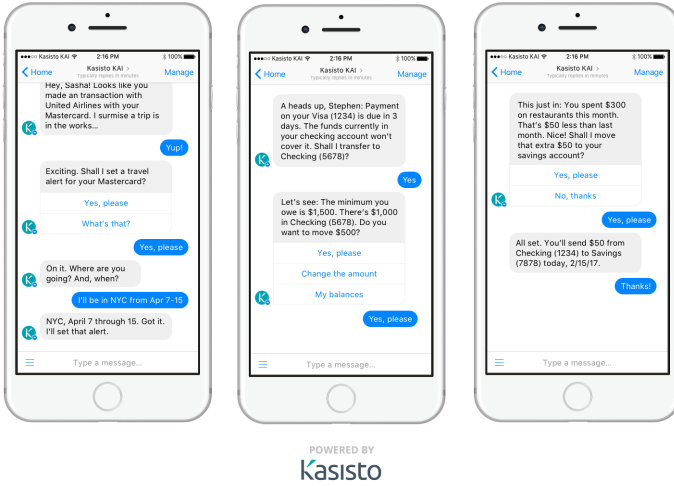 ●●●○○ Kasisto KAI 2:16 PM 100%
Home Kasisto KAI > Manage
Typically replies in minutes
Hey, Sasha! Looks like you
made an transaction with
United Airlines with your
Mastercard. I surmise a trip is
in the works...
Yup!
Exciting. Shall I set a travel
alert for your Mastercard?
Yes, please
What's that?
Yes, please
On it. Where are you
going? And, when?
I'll be in NYC from Apr 7-15
NYC, April 7 through 15. Got it.
I'll set that alert.
Type a message...
●●●○○ Kasisto KAI 2:16 PM 100%
Home Kasisto KAI > Manage
Typically replies in minutes
A heads up, Stephen: Payment
on your Visa (1234) is due in 3
days. The funds currently in
your checking account won't
cover it. Shall I transfer to
Checking (5678)?
Yes
Let's see: The minimum you
owe is $1,500. There's $1,000
in Checking (5678). Do you
want to move $500?
Yes, please
Change the amount
My balances
Yes, please
Type a message...
●●●○○ Kasisto KAI 2:16 PM 100%
Home Kasisto KAI > Manage
Typically replies in minutes
This just in: You spent $300
on restaurants this month.
That's $50 less than last
month. Nice! Shall I move
that extra $50 to your
savings account?
Yes, please
No, thanks
Yes, please
All set. You'll send $50 from
Checking (1234) to Savings
(7878) today, 2/15/17.
Thanks!
Type a message...
POWERED BY
Kasisto